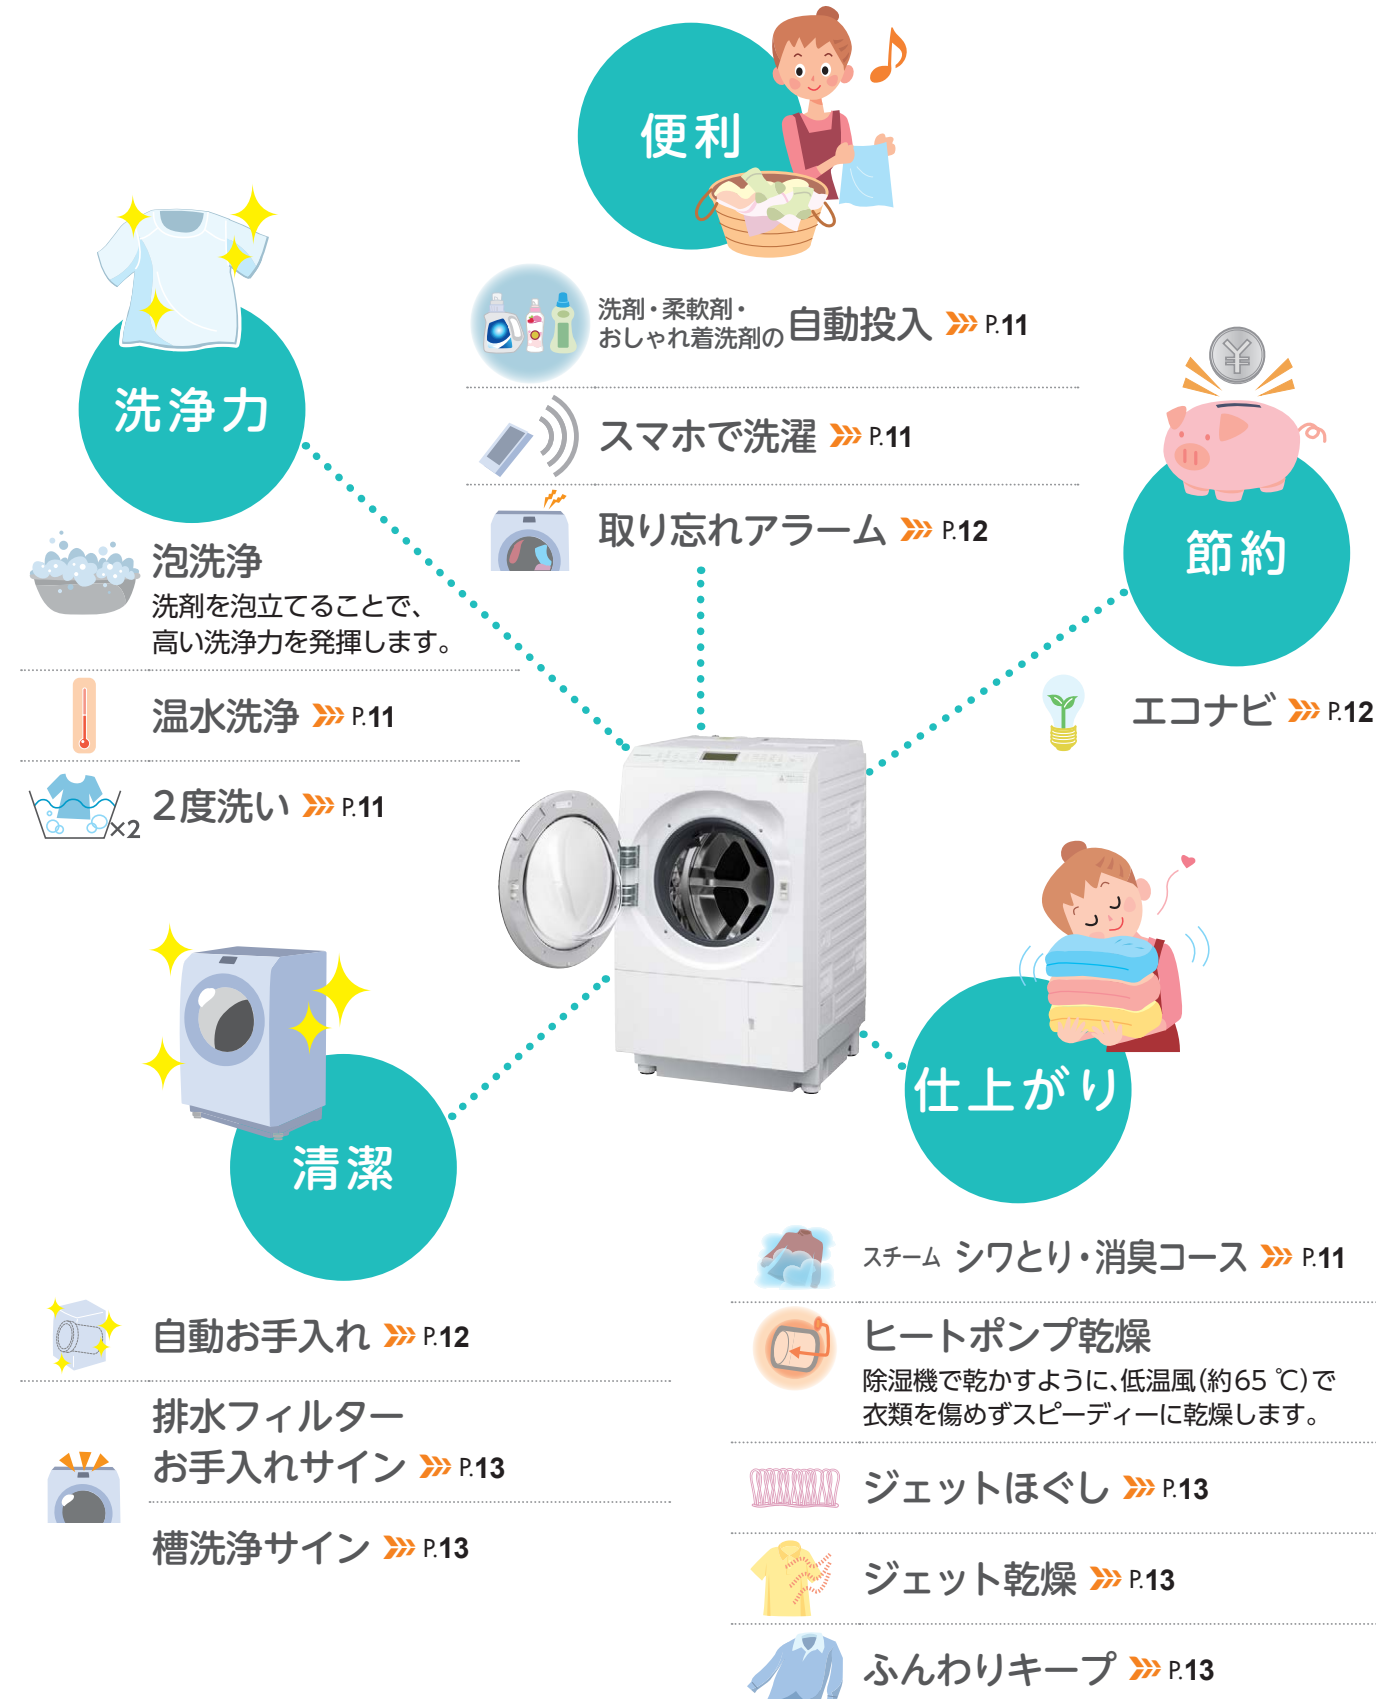 便利
洗剤・柔軟剤・
おしゃれ着洗剤の 自動投入 P.11
スマホで洗濯 P.11
取り忘れアラーム P.12
洗浄力
泡洗浄
洗剤を泡立てることで、
高い洗浄力を発揮します。
温水洗浄 P.11
×2 2度洗い P.11
節約
エコナビ P.12
清潔
自動お手入れ P.12
排水フィルター
お手入れサイン P.13
槽洗浄サイン P.13
仕上がり
スチーム シワとり・消臭コース P.11
ヒートポンプ乾燥
除湿機で乾かすように、低温風(約65 ℃)で
衣類を傷めずスピーディーに乾燥します。
ジェットほぐし P.13
ジェット乾燥 P.13
ふんわりキープ P.13